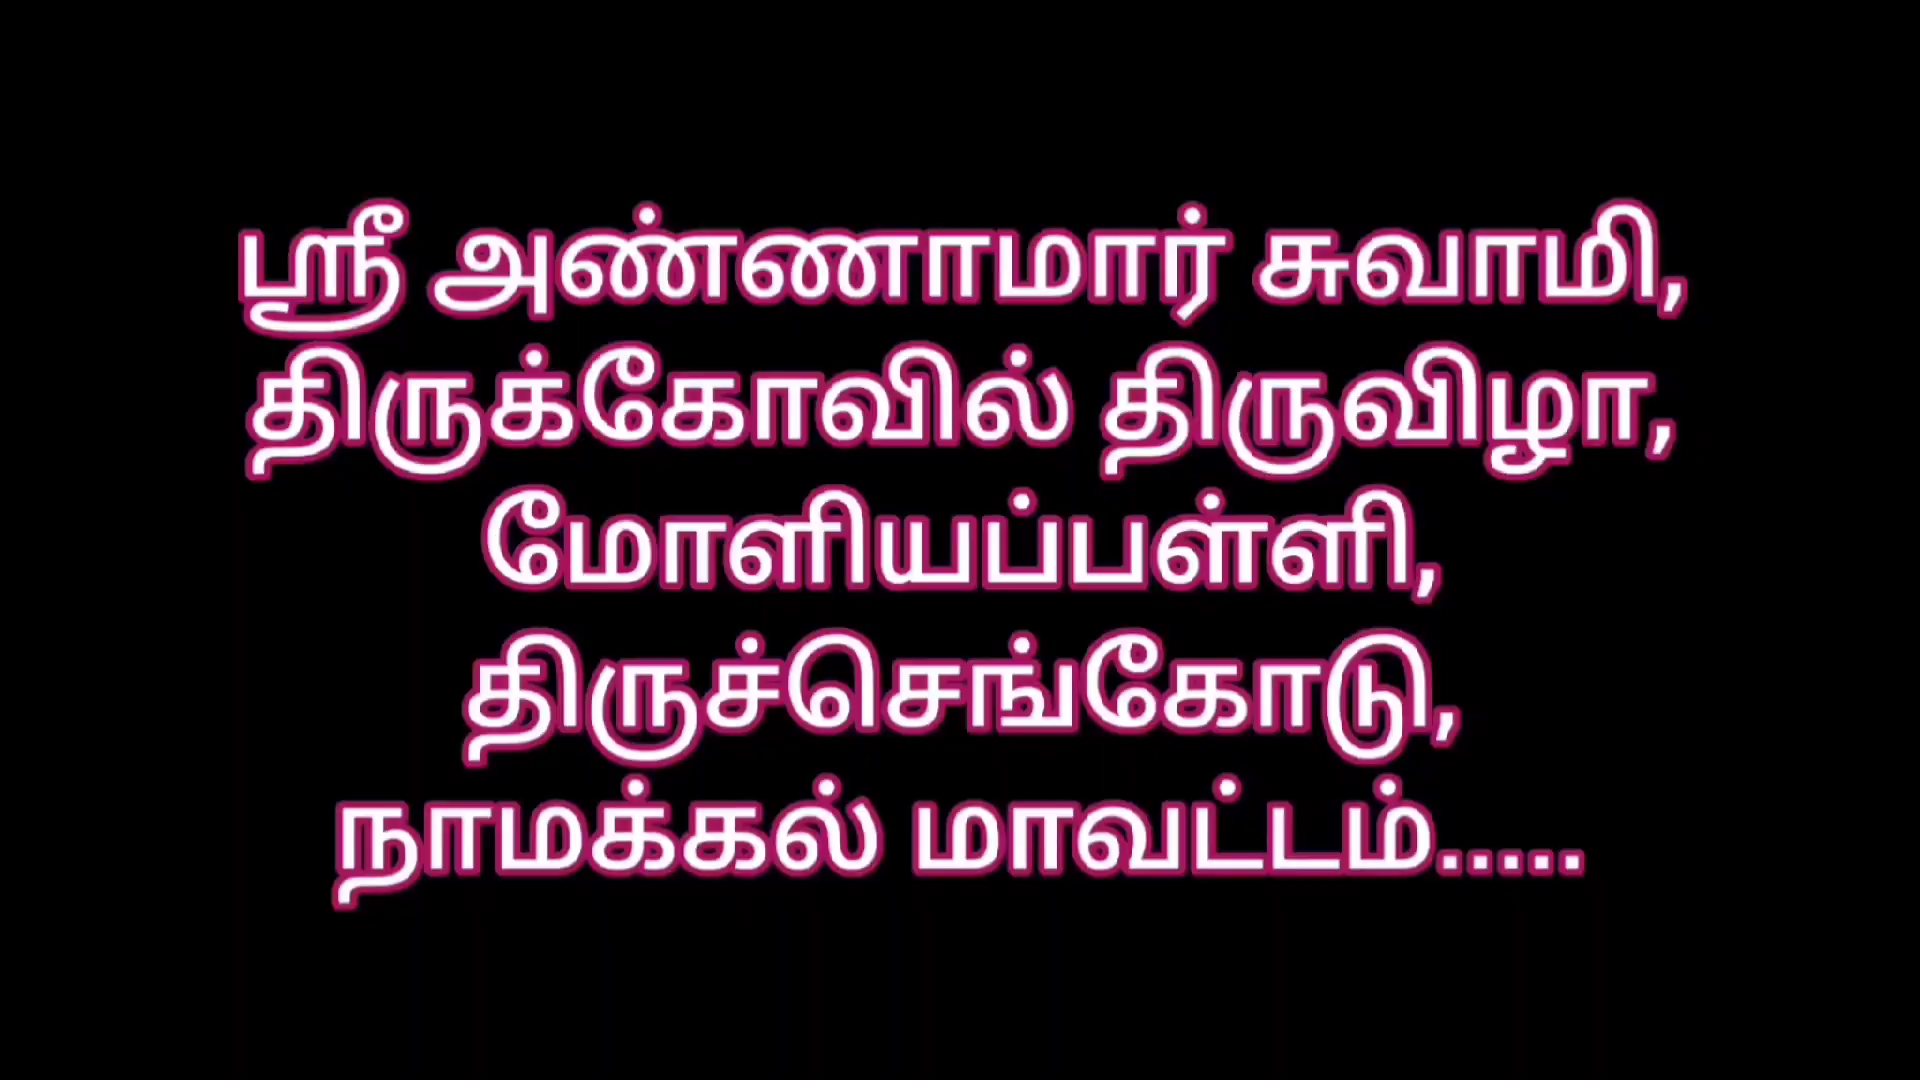 ஸ்ரீ அண்ணாமார் சுவாமி,
திருக்கோவில் திருவிழா,
மோளியப்பள்ளி,
திருச்செங்கோடு,
நாமக்கல் மாவட்டம்.....